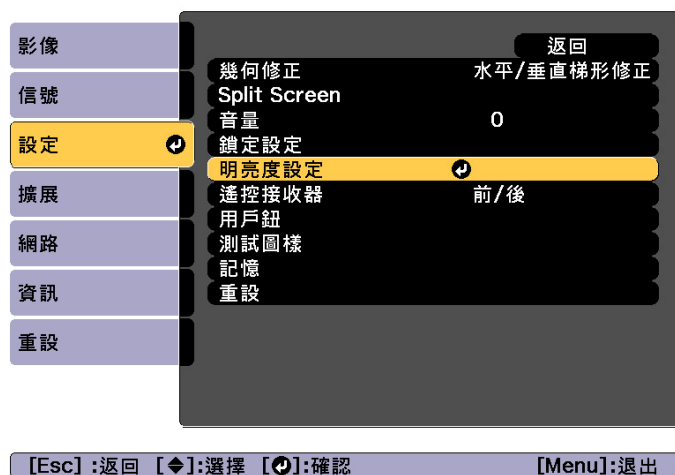 影像
信號
設定
擴展
網路
資訊
重設
返回
幾何修正 水平/垂直梯形修正
Split Screen
音量 0
鎖定設定
明亮度設定
遙控接收器 前/後
用戶鈕
測試圖樣
記憶
重設
[Esc] :返回 [◆]:選擇 [⏎]:確認 [Menu]:退出